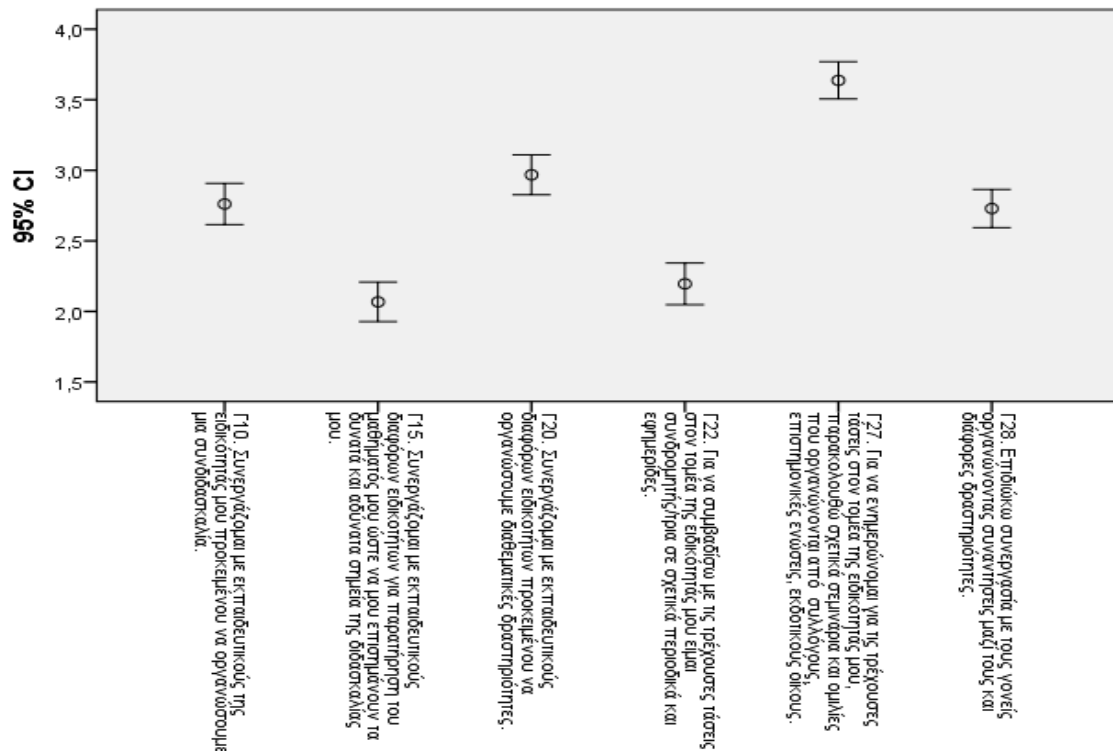 4,0
3,5
3,0
2,5
2,0
1,5
95% CI
Γ10. Συνεργάζομαι με εκπαιδευτικούς της
ειδικότητάς μου προκειμένου να οργανώσουμε
μια συνδιδασκαλία.
Γ15. Συνεργάζομαι με εκπαιδευτικούς
διαφόρων ειδικοτήτων για παρατήρηση του
μαθήματός μου ώστε να μου επισημάνουν τα
δυνατά και αδύνατα σημεία της διδασκαλίας
μου.
Γ20. Συνεργάζομαι με εκπαιδευτικούς
διαφόρων ειδικοτήτων προκειμένου να
οργανώσουμε διαθεματικές δραστηριότητες.
Γ22. Για να συμβαδίσω με τις τρέχουσες τάσεις
στον τομέα της ειδικότητάς μου είμαι
συνδρομητής/ρια σε σχετικά περιοδικά και
εφημερίδες.
Γ27. Για να ενημερώνομαι για τις τρέχουσες
τάσεις στον τομέα της ειδικότητάς μου,
παρακολουθώ σχετικά σεμινάρια και ομιλίες
που οργανώνονται από συλλόγους,
επιστημονικές ενώσεις, εκδοτικούς οίκους.
Γ28. Επιδιώκω συνεργασία με τους γονείς
οργανώνοντας συναντήσεις μαζί τους και
διάφορες δραστηριότητες.